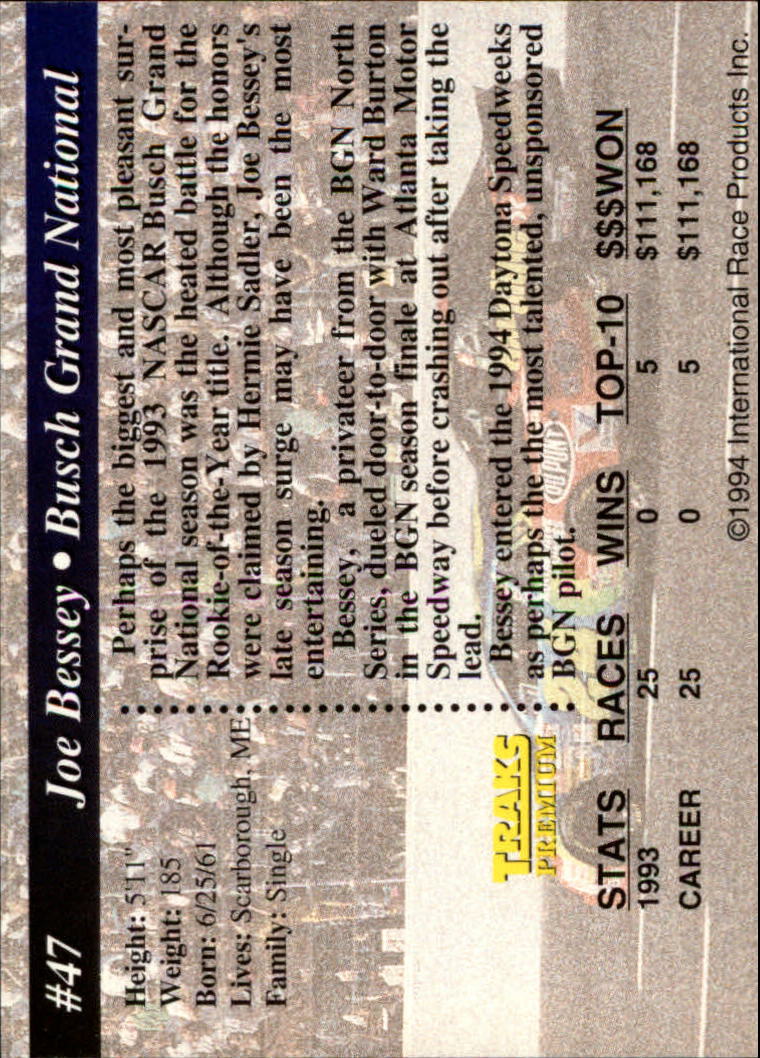 #47 Joe Bessey • Busch Grand National
Height: 5'11"
Weight: 185
Born: 6/25/61
Lives: Scarborough, ME
Family: Single
Perhaps the biggest and most pleasant sur-
prise of the 1993 NASCAR Busch Grand
National season was the heated battle for the
Rookie-of-the-Year title. Although the honors
were claimed by Hermie Sadler, Joe Bessey's
late season surge may have been the most
entertaining.
Bessey, a privateer from the BGN North
Series, dueled door-to-door with Ward Burton
in the BGN season finale at Atlanta Motor
Speedway before crashing out after taking the
lead.
Bessey entered the 1994 Daytona Speedweeks
as perhaps the the most talented, unsponsored
BGN pilot.
TRAKS
PREMIUM
DU PONT
STATS RACES WINS TOP-10 $$$WON
1993 25 0 5 $111,168
CAREER 25 0 5 $111,168
©1994 International Race Products Inc.